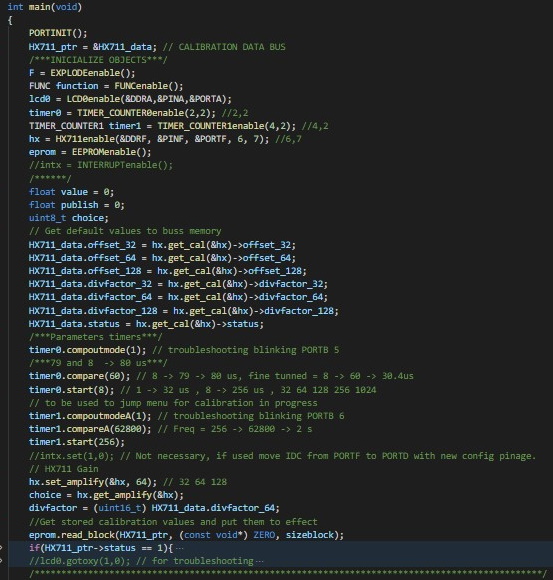 int main(void)
{
PORTINIT();
HX711_ptr = &HX711_data; // CALIBRATION DATA BUS
/***INICIALIZE OBJECTS***/
F = EXPLODEenable();
FUNC function = FUNCenable();
lcd0 = LCD0enable(&DDRA,&PINA,&PORTA);
timer0 = TIMER_COUNTER0enable(2,2); //2,2
TIMER_COUNTER1 timer1 = TIMER_COUNTER1enable(4,2); //4,2
hx = HX711enable(&DDRF, &PINF, &PORTF, 6, 7); //6,7
eprom = EEPROMenable();
//intx = INTERRUPTenable();
/******/
float value = 0;
float publish = 0;
uint8_t choice;
// Get default values to buss memory
HX711_data.offset_32 = hx.get_cal(&hx)->offset_32;
HX711_data.offset_64 = hx.get_cal(&hx)->offset_64;
HX711_data.offset_128 = hx.get_cal(&hx)->offset_128;
HX711_data.divfactor_32 = hx.get_cal(&hx)->divfactor_32;
HX711_data.divfactor_64 = hx.get_cal(&hx)->divfactor_64;
HX711_data.divfactor_128 = hx.get_cal(&hx)->divfactor_128;
HX711_data.status = hx.get_cal(&hx)->status;
/***Parameters timers***/
timer0.compoutmode(1); // troubleshooting blinking PORTB 5
/***79 and 8  -> 80 us***/
timer0.compare(60); // 8 -> 79 -> 80 us, fine tunned = 8 -> 60 -> 30.4us
timer0.start(8); // 1 -> 32 us , 8 -> 256 us , 32 64 128 256 1024
// to be used to jump menu for calibration in progress
timer1.compoutmodeA(1); // troubleshooting blinking PORTB 6
timer1.compareA(62800); // Freq = 256 -> 62800 -> 2 s
timer1.start(256);
//intx.set(1,0); // Not necessary, if used move IDC from PORTF to PORTD with new config pinage.
// HX711 Gain
hx.set_amplify(&hx, 64); // 32 64 128
choice = hx.get_amplify(&hx);
divfactor = (uint16_t) HX711_data.divfactor_64;
//Get stored calibration values and put them to effect
eprom.read_block(HX711_ptr, (const void*) ZERO, sizeblock);
if(HX711_ptr->status == 1){ ···
//lcd0.gotoxy(1,0); // for troubleshooting ···
/***********************************************************************************************/